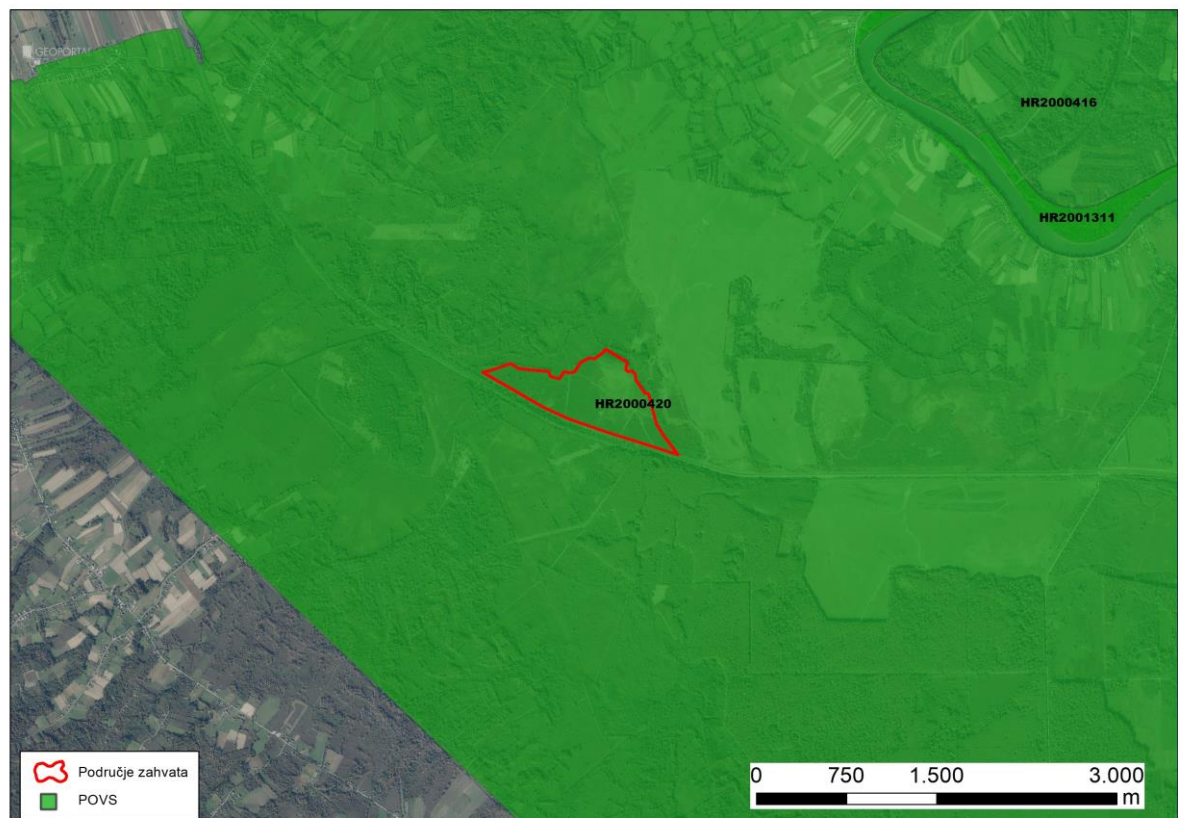 GEOPORTAL
HR2000416
HR2001311
HR2000420
Područje zahvata
POVS
0 750 1.500 3.000
m